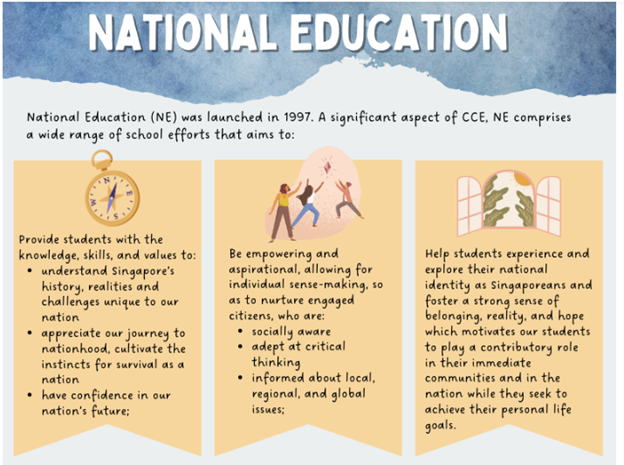 NATIONAL EDUCATION
National Education (NE) was launched in 1997. A significant aspect of CCE, NE comprises
a wide range of school efforts that aims to:
N
E
S
W
Provide students with the
knowledge, skills, and values to:
• understand Singapore's
history, realities and
challenges unique to our
nation
• appreciate our journey to
nationhood, cultivate the
instincts for survival as a
nation
• have confidence in our
nation's future;
Be empowering and
aspirational, allowing for
individual sense-making, so
as to nurture engaged
citizens, who are:
• socially aware
• adept at critical
thinking
• informed about local,
regional, and global
issues;
Help students experience and
explore their national
identity as Singaporeans and
foster a strong sense of
belonging, reality, and hope
which motivates our students
to play a contributory role
in their immediate
communities and in the
nation while they seek to
achieve their personal life
goals.